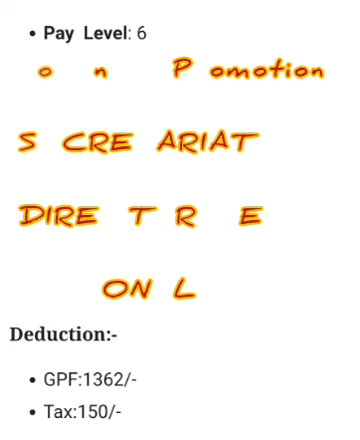 • Pay Level: 6
o n P omotion
S CRE ARIAT
DIRE T R E
ON L
Deduction:-
• GPF:1362/-
• Tax:150/-